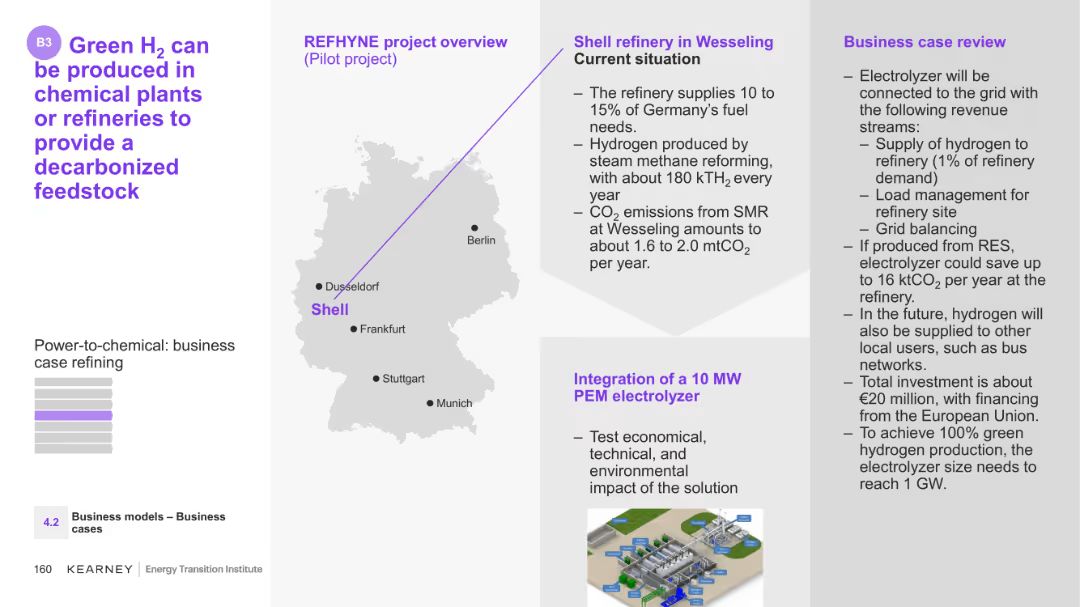 B3
Green H₂ can
be produced in
chemical plants
or refineries to
provide a
decarbonized
feedstock
Power-to-chemical: business
case refining
4.2
Business models – Business
cases
160 KEARNEY Energy Transition Institute
REFHYNE project overview
(Pilot project)
Berlin
Dusseldorf
Shell
Frankfurt
Stuttgart
Munich
Shell refinery in Wesseling
Current situation
– The refinery supplies 10 to
15% of Germany's fuel
needs.
– Hydrogen produced by
steam methane reforming,
with about 180 kTH₂ every
year
– CO₂ emissions from SMR
at Wesseling amounts to
about 1.6 to 2.0 mtCO₂
per year.
Integration of a 10 MW
PEM electrolyzer
– Test economical,
technical, and
environmental
impact of the solution
Business case review
– Electrolyzer will be
connected to the grid with
the following revenue
streams:
– Supply of hydrogen to
refinery (1% of refinery
demand)
– Load management for
refinery site
– Grid balancing
– If produced from RES,
electrolyzer could save up
to 16 ktCO₂ per year at the
refinery.
– In the future, hydrogen will
also be supplied to other
local users, such as bus
networks.
– Total investment is about
€20 million, with financing
from the European Union.
– To achieve 100% green
hydrogen production, the
electrolyzer size needs to
reach 1 GW.